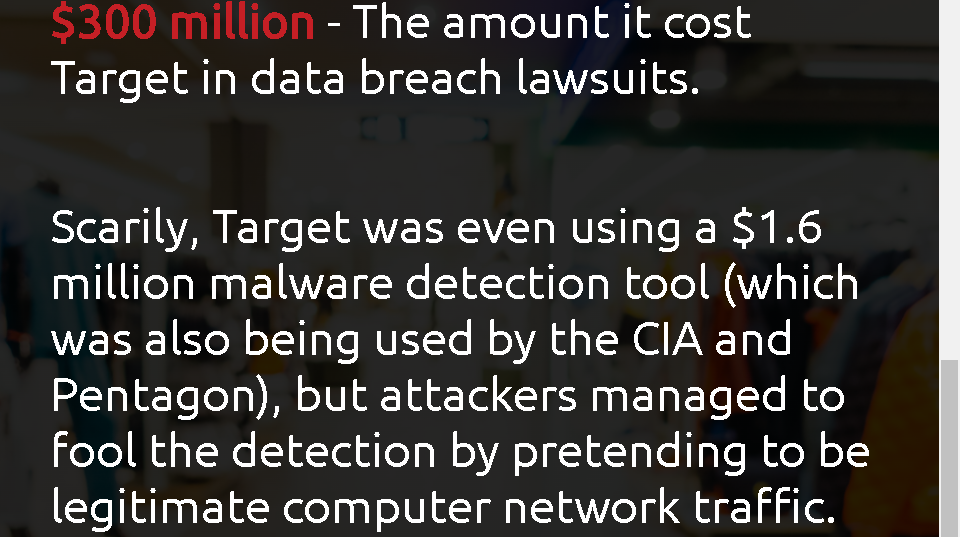 $300 million - The amount it cost
Target in data breach lawsuits.
Scarily, Target was even using a $1.6
million malware detection tool (which
was also being used by the CIA and
Pentagon), but attackers managed to
fool the detection by pretending to be
legitimate computer network traffic.